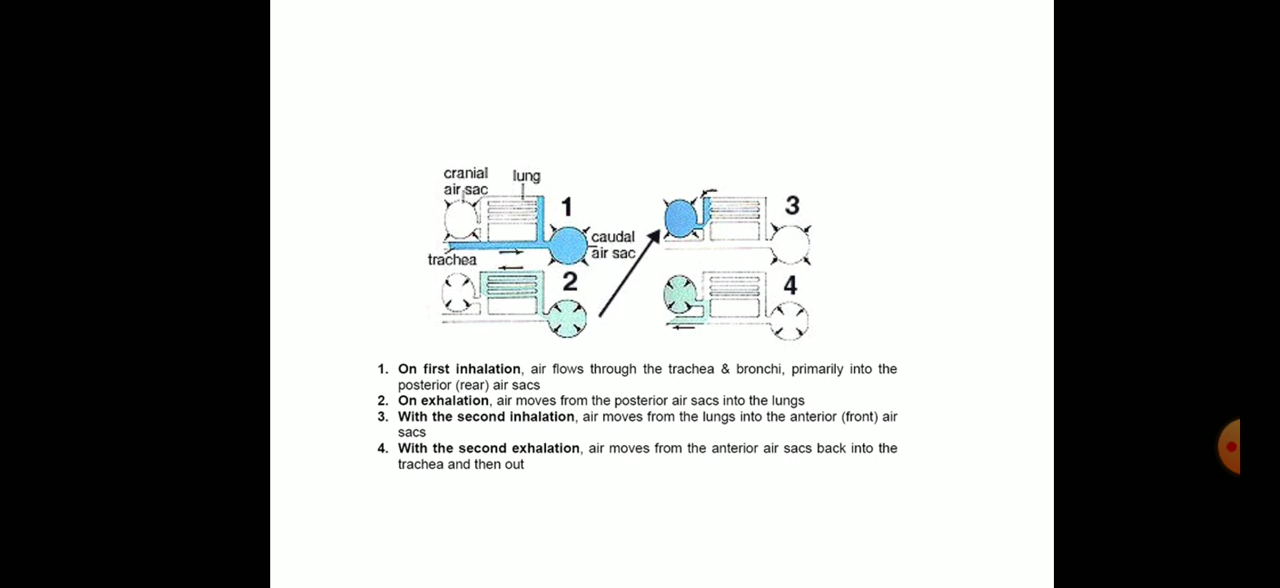 cranial
air sac
lung
1
caudal
air sac
trachea
2
3
4
1. On first inhalation, air flows through the trachea & bronchi, primarily into the
posterior (rear) air sacs
2. On exhalation, air moves from the posterior air sacs into the lungs
3. With the second inhalation, air moves from the lungs into the anterior (front) air
sacs
4. With the second exhalation, air moves from the anterior air sacs back into the
trachea and then out